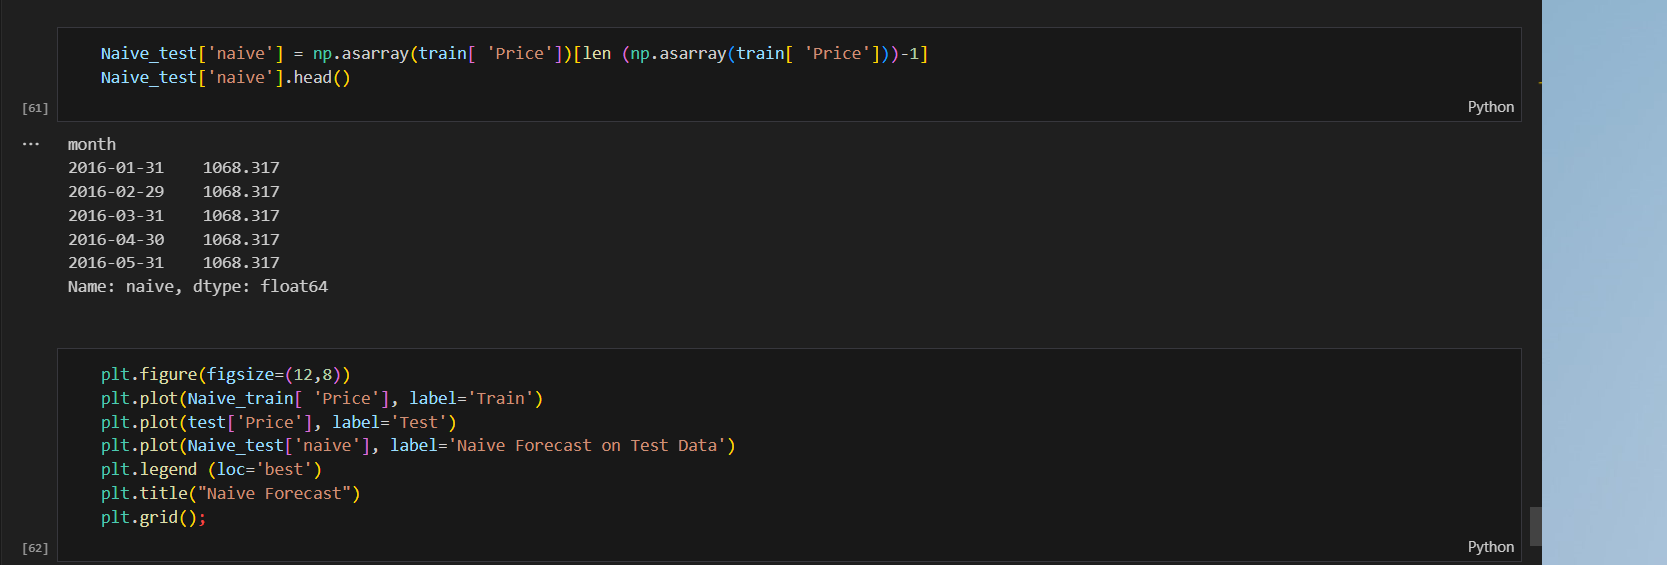 Naive_test['naive'] = np.asarray(train[ 'Price'])[len (np.asarray(train[ 'Price']))-1]
Naive_test['naive'].head()
[61]
Python
...
month
2016-01-31    1068.317
2016-02-29    1068.317
2016-03-31    1068.317
2016-04-30    1068.317
2016-05-31    1068.317
Name: naive, dtype: float64
plt.figure(figsize=(12,8))
plt.plot(Naive_train[ 'Price'], label='Train')
plt.plot(test['Price'], label='Test')
plt.plot(Naive_test['naive'], label='Naive Forecast on Test Data')
plt.legend (loc='best')
plt.title("Naive Forecast")
plt.grid();
[62]
Python